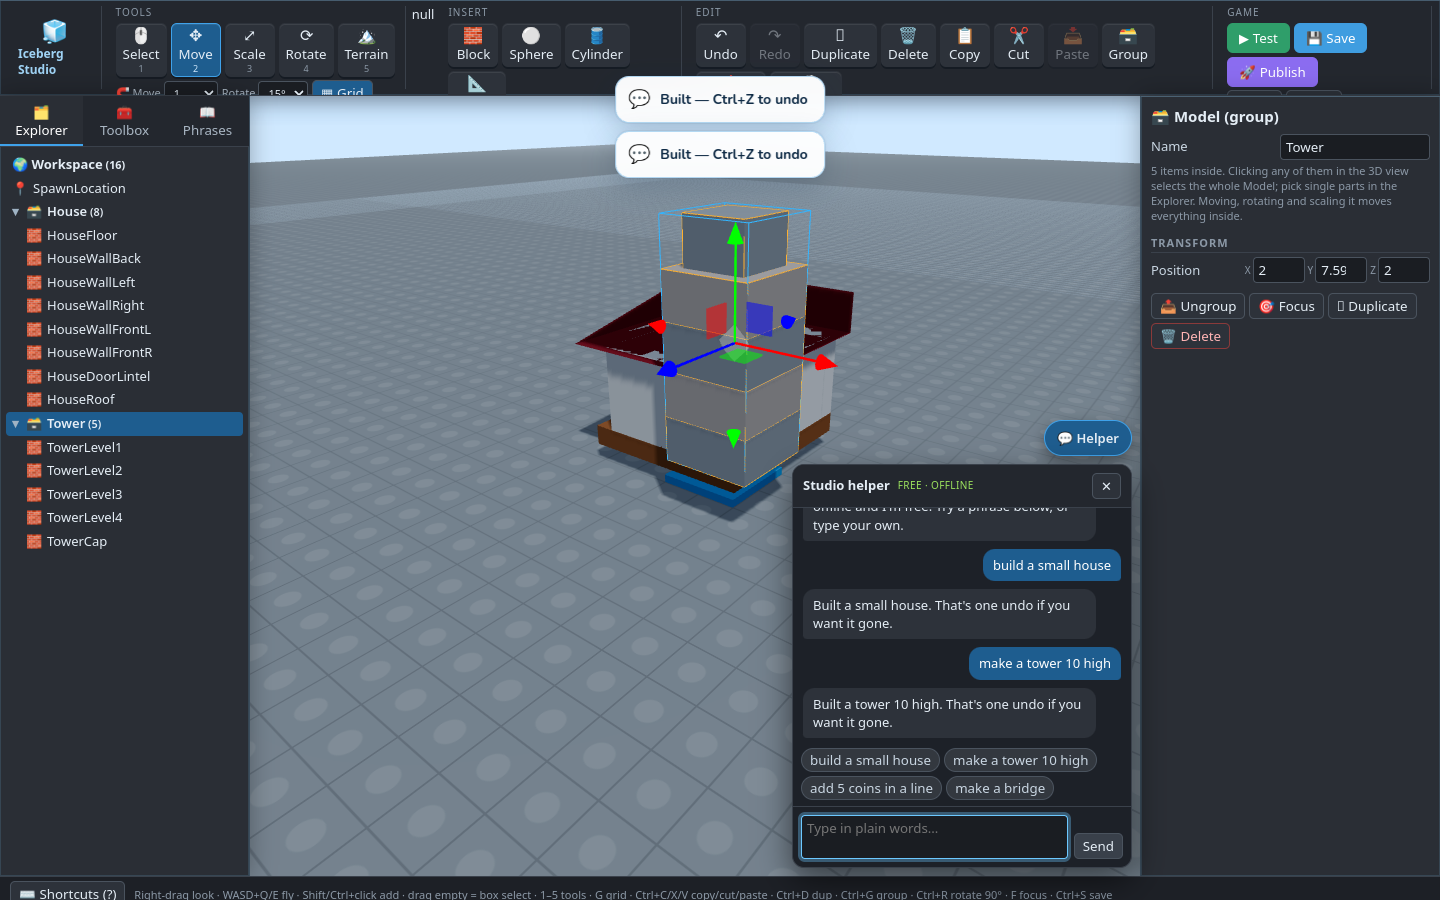 Iceberg
Studio
TOOLS
Select
1
Move
2
Scale
3
Rotate
4
Terrain
5
Move
1
Rotate
15°
Grid
null
INSERT
Block
Sphere
Cylinder
EDIT
Undo
Redo
Duplicate
Delete
Copy
Cut
Paste
Group
GAME
Test
Save
Publish
Built — Ctrl+Z to undo
Built — Ctrl+Z to undo
Explorer
Toolbox
Phrases
Workspace (16)
SpawnLocation
House (8)
HouseFloor
HouseWallBack
HouseWallLeft
HouseWallRight
HouseWallFrontL
HouseWallFrontR
HouseDoorLintel
HouseRoof
Tower (5)
TowerLevel1
TowerLevel2
TowerLevel3
TowerLevel4
TowerCap
Model (group)
Name
Tower
5 items inside. Clicking any of them in the 3D view
selects the whole Model; pick single parts in the
Explorer. Moving, rotating and scaling it moves
everything inside.
TRANSFORM
Position
X 2
Y 7.59
Z 2
Ungroup
Focus
Duplicate
Delete
Helper
Studio helper
FREE · OFFLINE
type your own.
build a small house
Built a small house. That's one undo if you
want it gone.
make a tower 10 high
Built a tower 10 high. That's one undo if you
want it gone.
build a small house
make a tower 10 high
add 5 coins in a line
make a bridge
Type in plain words...
Send
Shortcuts (?)
Right-drag look · WASD+Q/E fly · Shift/Ctrl+click add · drag empty = box select · 1–5 tools · G grid · Ctrl+C/X/V copy/cut/paste · Ctrl+D dup · Ctrl+G group · Ctrl+R rotate 90° · F focus · Ctrl+S save